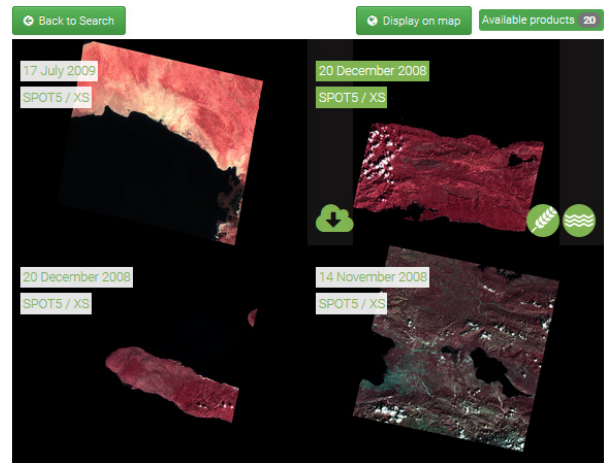 Back to Search
Display on map
Available products 20
17 July 2009
SPOT5 / XS
20 December 2008
SPOT5 / XS
20 December 2008
SPOT5 / XS
14 November 2008
SPOT5 / XS